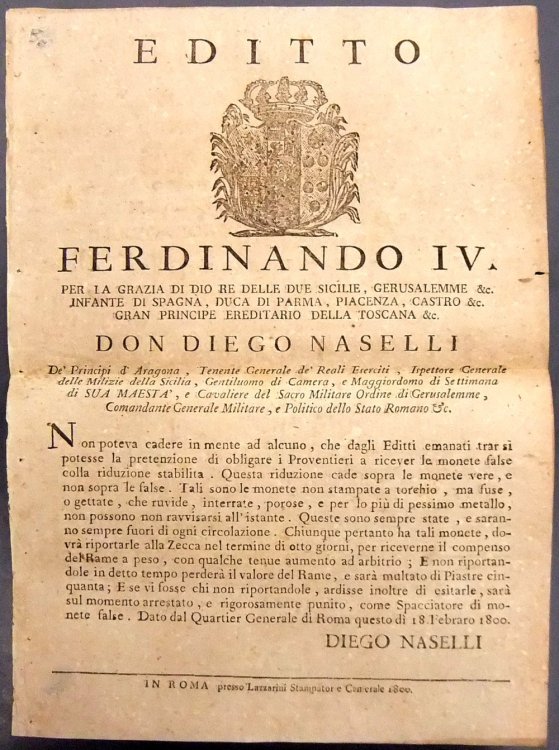 EDITTO
FERDINANDO IV.
PER LA GRAZIA DI DIO RE DELLE DUE SICILIE, GERUSALEMME &c.
INFANTE DI SPAGNA, DUCA DI PARMA, PIACENZA, CASTRO &c.
GRAN PRINCIPE EREDITARIO DELLA TOSCANA &c.
DON DIEGO NASELLI
De' Principi d' Aragona, Tenente Generale de' Reali Eserciti, Ispettore Generale
delle Milizie della Sicilia, Gentiluomo di Camera, e Maggiordomo di Settimana
di SUA MAESTA', e Cavaliere del Sacro Militare Ordine di Gerusalemme,
Comandante Generale Militare, e Politico dello Stato Romano &c.
Non poteva cadere in mente ad alcuno, che dagli Editti emanati trar si
potesse la pretenzione di obligare i Proventieri a ricever le monete false
colla riduzione stabilita. Questa riduzione cade sopra le monete vere, e
non sopra le false. Tali sono le monete non stampate a torchio, ma fuse,
o gettate, che ruvide, interrate, porose, e per lo più di pessimo metallo,
non possono non ravvisarsi all'istante. Queste sono sempre state, e saran-
no sempre fuori di ogni circolazione. Chiunque pertanto ha tali monete, do-
vrà riportarle alla Zecca nel termine di otto giorni, per riceverne il compenso
del Rame a peso, con qualche tenue aumento ad arbitrio; E non riportan-
dole in detto tempo perderà il valore del Rame, e sarà multato di Piastre cin-
quanta; E se vi fosse chi non riportandole, ardisse inoltre di esitarle, sarà
sul momento arrestato, e rigorosamente punito, come Spacciatore di mo-
nete false. Dato dal Quartier Generale di Roma questo dì 18. Febraro 1800.
DIEGO NASELLI
IN ROMA presso Lazzarini Stampator e Camerale 1800.